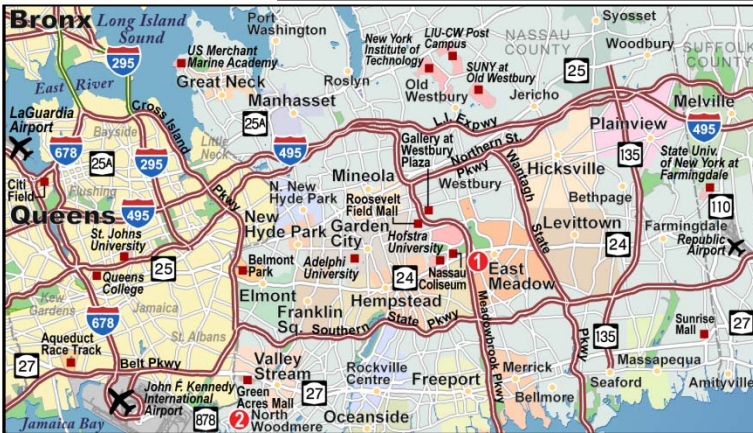 Bronx
Long Island
Sound
Port
Washington
NASSAU
COUNTY
Syosset
Woodbury
SUFFOLK
COUNTY
US Merchant
Marine Academy
New York
Institute of
Technology
LIU-CW Post
Campus
SUNY at
Old Westbury
295
East River
Great Neck
Roslyn
Old
Westbury
Jericho
25
Manhasset
Plainview
Melville
LaGuardia
Airport
Cross Island
Pkwy
25A
L.I. Expwy
495
Bayside
Little
Neck
678
295
25A
495
Gallery at
Westbury
Plaza
Northern St.
Pkwy
Wantagh
State
Pkwy
135
State Univ.
of New York at
Farmingdale
Hicksville
Citi
Field
Flushing
Mineola
Westbury
Bethpage
Queens
495
N. New
Hyde Park
Roosevelt
Field Mall
110
New
Hyde Park
Garden
City
Hofstra
University
Levittown
Farmingdale
Republic
Airport
St. Johns
University
25
Belmont
Park
Adelphi
University
24
Queens
College
24
Nassau
Coliseum
1
East
Meadow
Kew
Gardens
Jamaica
Elmont
Hempstead
678
Franklin
Sq.
Southern State Pkwy
Meadowbrook Pkwy
St. Albans
Sunrise
Mall
27
Aqueduct
Race Track
135
27
Belt Pkwy
Valley
Stream
Rockville
Centre
Merrick
Massapequa
John F. Kennedy
International
Airport
Green
Acres Mall
27
Freeport
Seaford
Amityville
Bellmore
878
2
North
Woodmere
Oceanside
Jamaica Bay